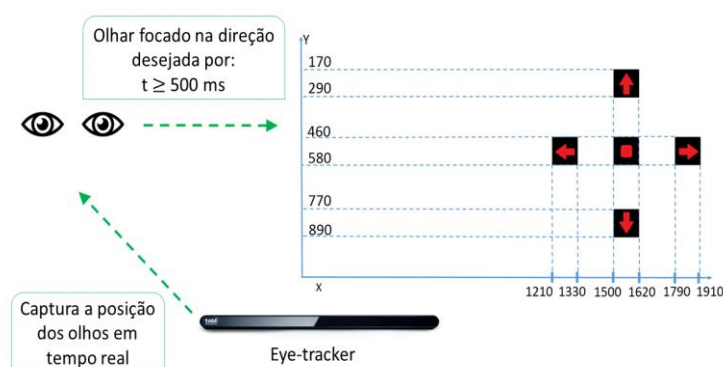 Olhar focado na direção
desejada por:
t ≥ 500 ms
Y
170
290
460
580
770
890
X
1210 1330 1500 1620 1790 1910
Captura a posição
dos olhos em
tempo real
tobii
Eye-tracker